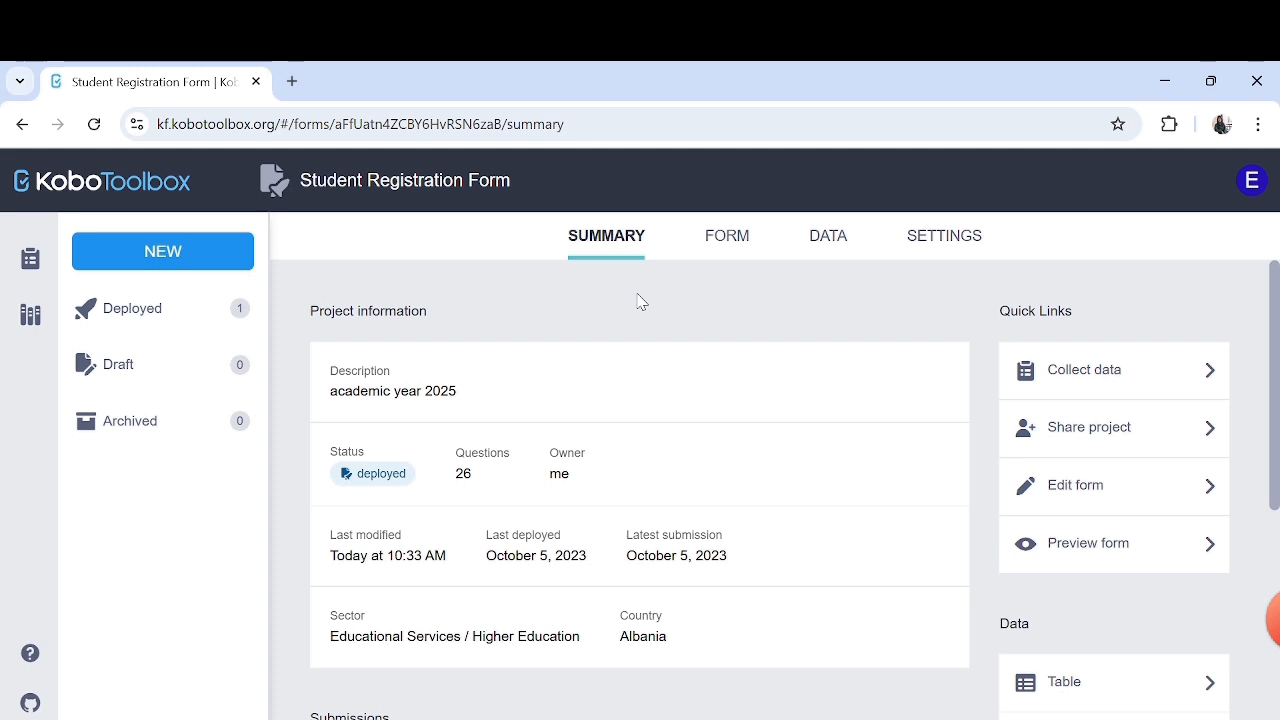 Student Registration Form | Kob
kf.kobotoolbox.org/#/forms/aFfUatn4ZCBY6HvRSN6zaB/summary
KoboToolbox
Student Registration Form
E
NEW
Deployed 1
Draft 0
Archived 0
SUMMARY FORM DATA SETTINGS
Project information
Description
academic year 2025
Status Questions Owner
deployed 26 me
Last modified Last deployed Latest submission
Today at 10:33 AM October 5, 2023 October 5, 2023
Sector Country
Educational Services / Higher Education Albania
Submissions
Quick Links
Collect data
Share project
Edit form
Preview form
Data
Table